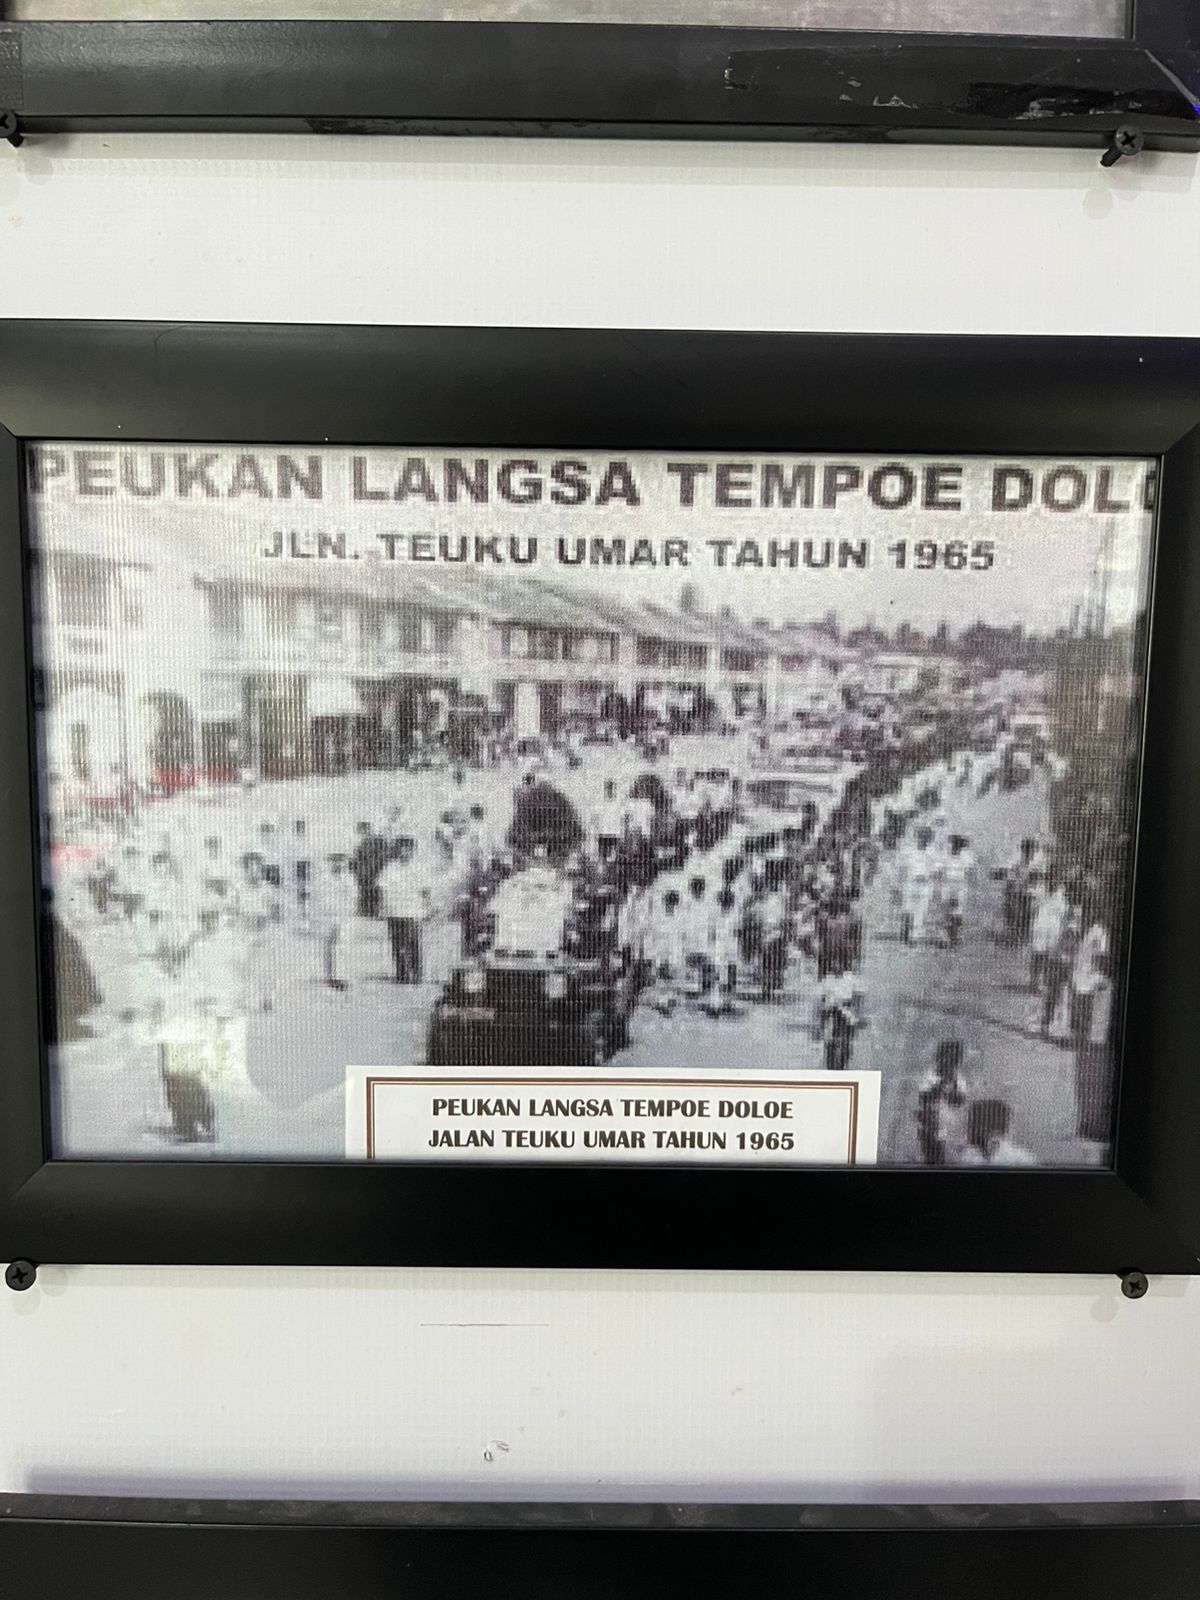 PEUKAN LANGSA TEMPOE DOLO
JLN. TEUKU UMAR TAHUN 1965
PEUKAN LANGSA TEMPOE DOLOE
JALAN TEUKU UMAR TAHUN 1965